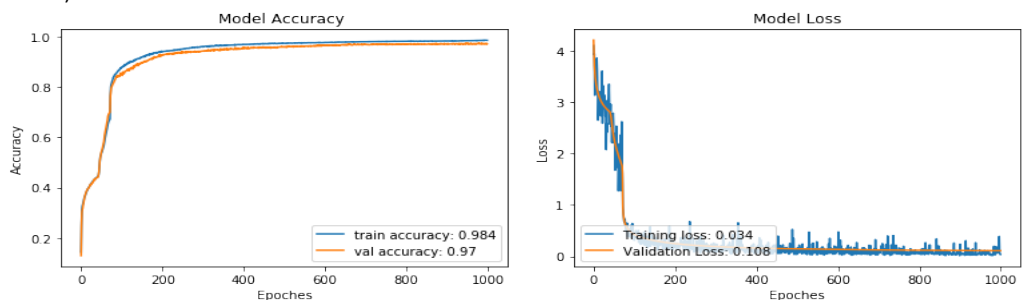 Model Accuracy
1.0
0.8
0.6
0.4
0.2
Accuracy
train accuracy: 0.984
val accuracy: 0.97
0 200 400 600 800 1000
Epoches
Model Loss
4
3
2
1
0
Loss
Training loss: 0.034
Validation Loss: 0.108
0 200 400 600 800 1000
Epoches